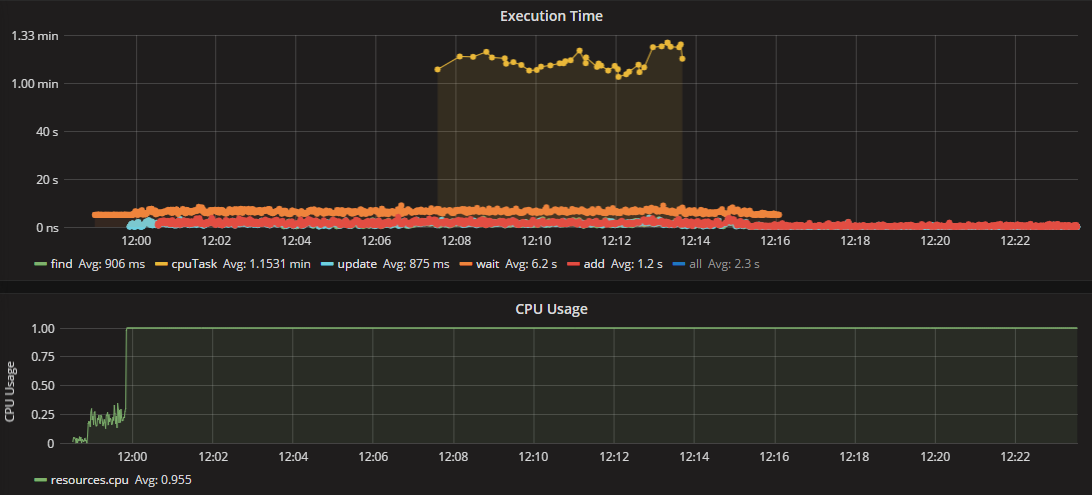 Execution Time
1.33 min
1.00 min
40 s
20 s
0 ns
12:00 12:02 12:04 12:06 12:08 12:10 12:12 12:14 12:16 12:18 12:20 12:22
find Avg: 906 ms cpuTask Avg: 1.1531 min update Avg: 875 ms wait Avg: 6.2 s add Avg: 1.2 s all Avg: 2.3 s
CPU Usage
CPU Usage
1.00
0.75
0.50
0.25
0
12:00 12:02 12:04 12:06 12:08 12:10 12:12 12:14 12:16 12:18 12:20 12:22
resources.cpu Avg: 0.955